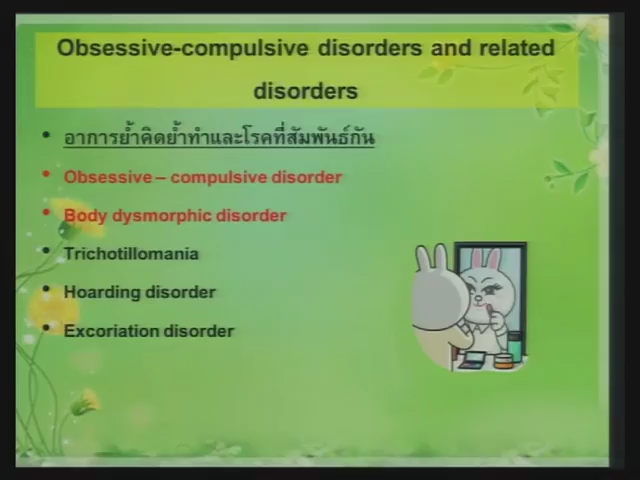 Obsessive-compulsive disorders and related
disorders
• อาการย้ำคิดย้ำทำและโรคที่สัมพันธ์กัน
• Obsessive – compulsive disorder
• Body dysmorphic disorder
• Trichotillomania
• Hoarding disorder
• Excoriation disorder